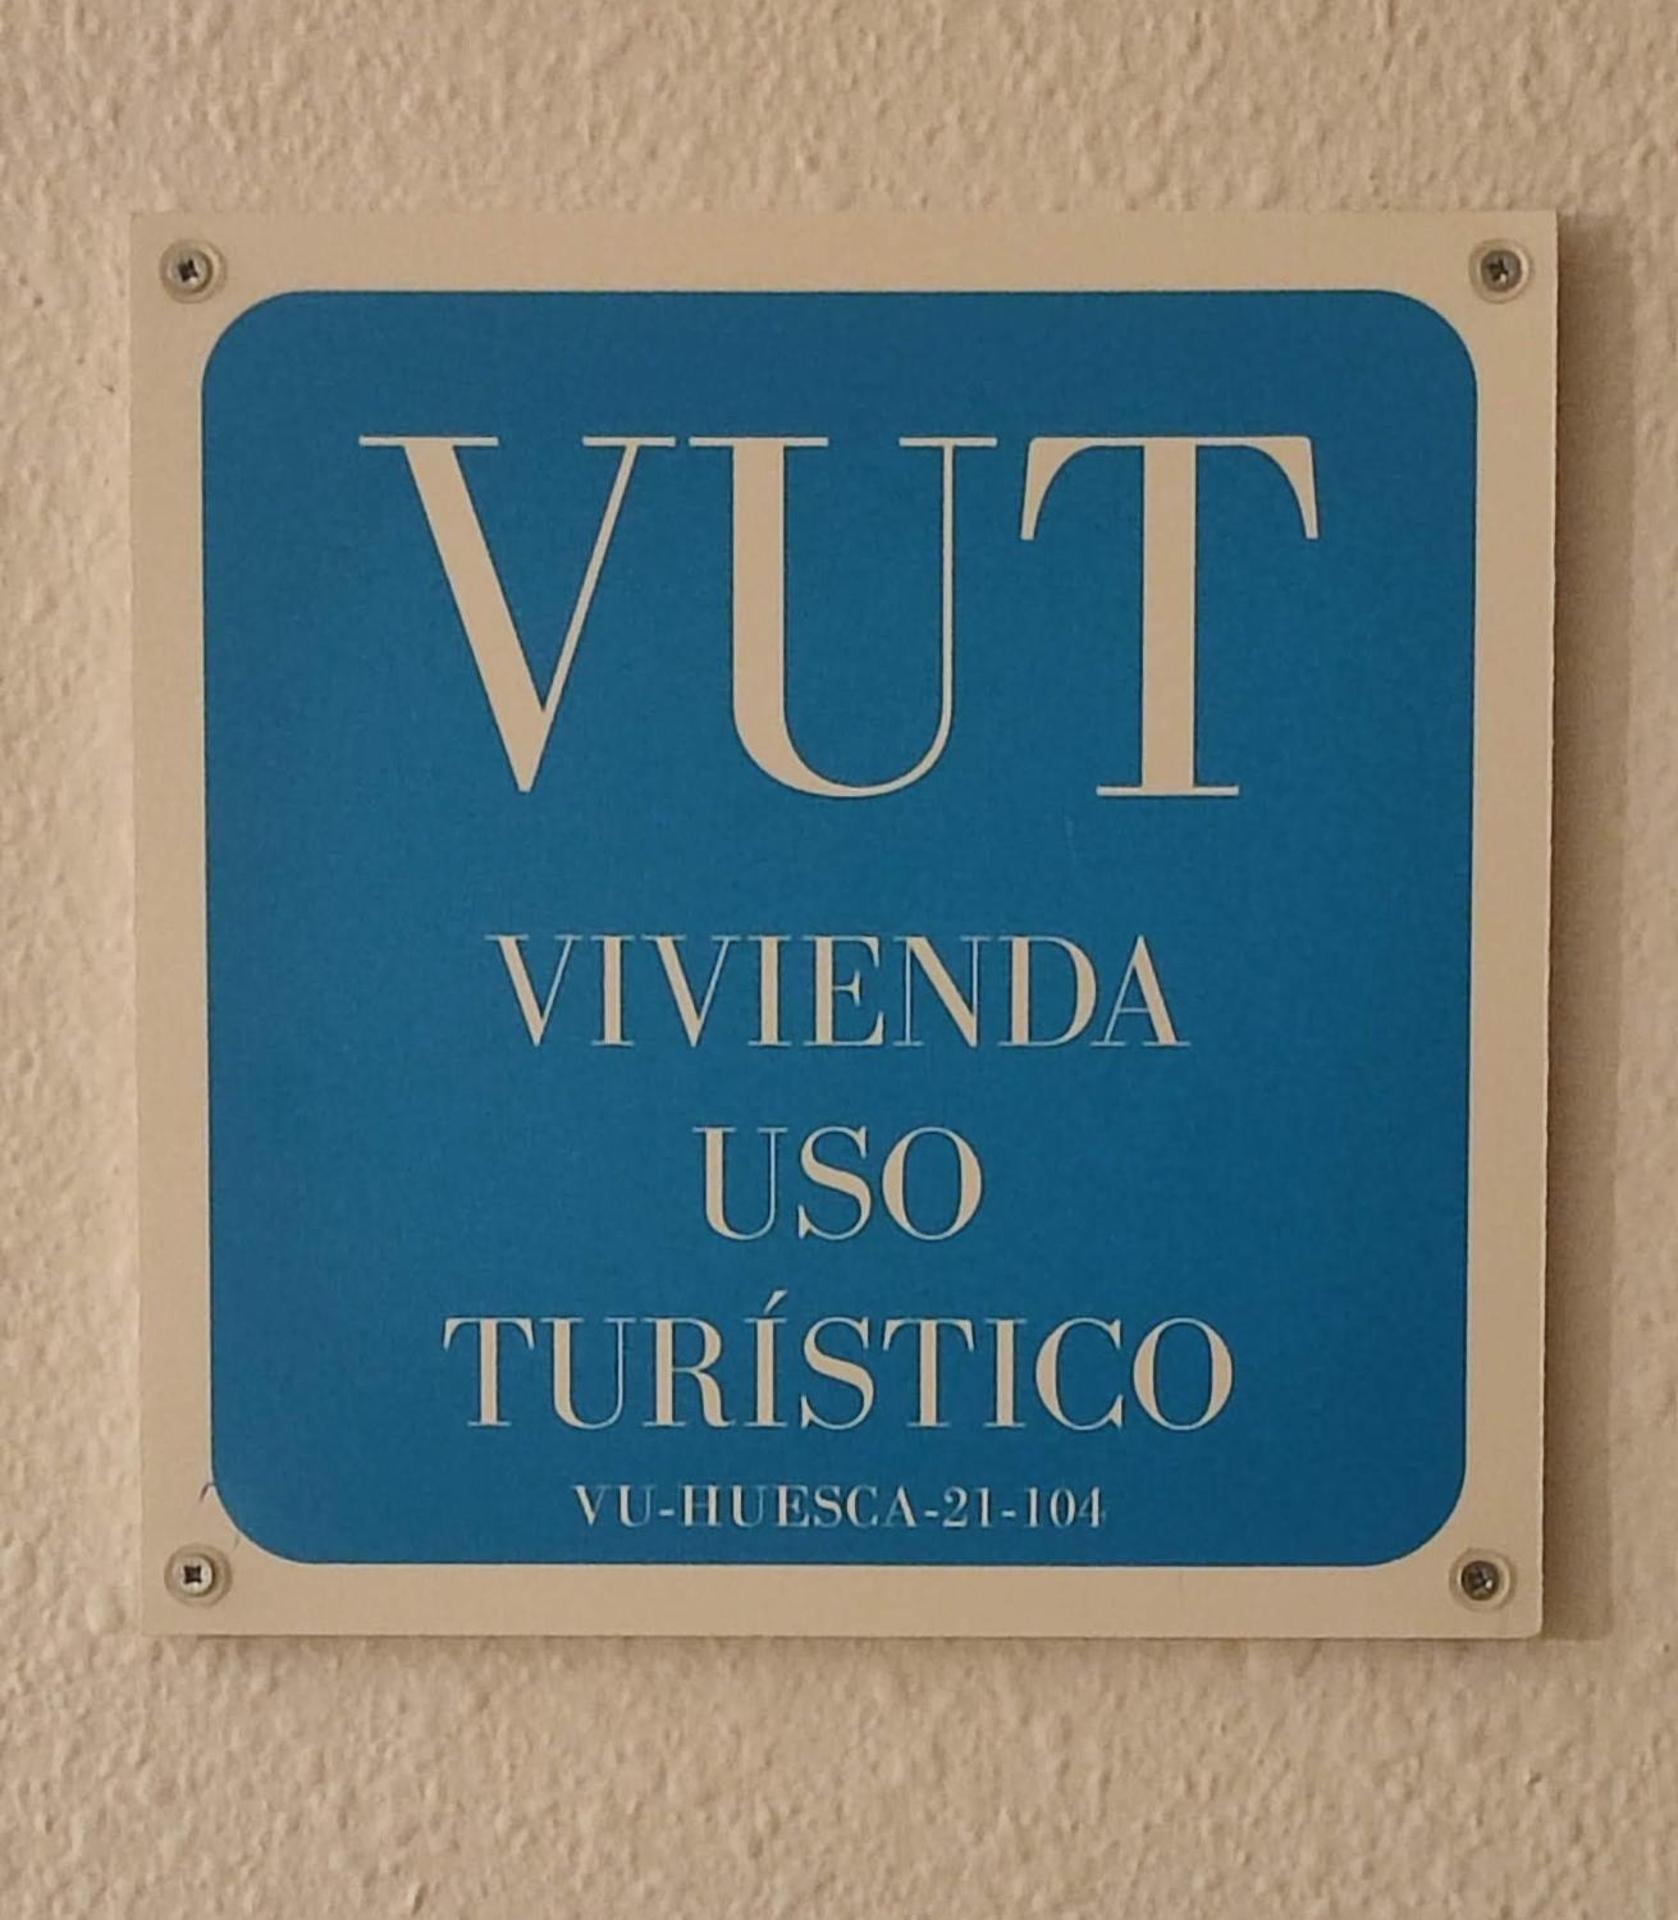 VUT
VIVIENDA
USO
TURÍSTICO
VU-HUESCA-21-104